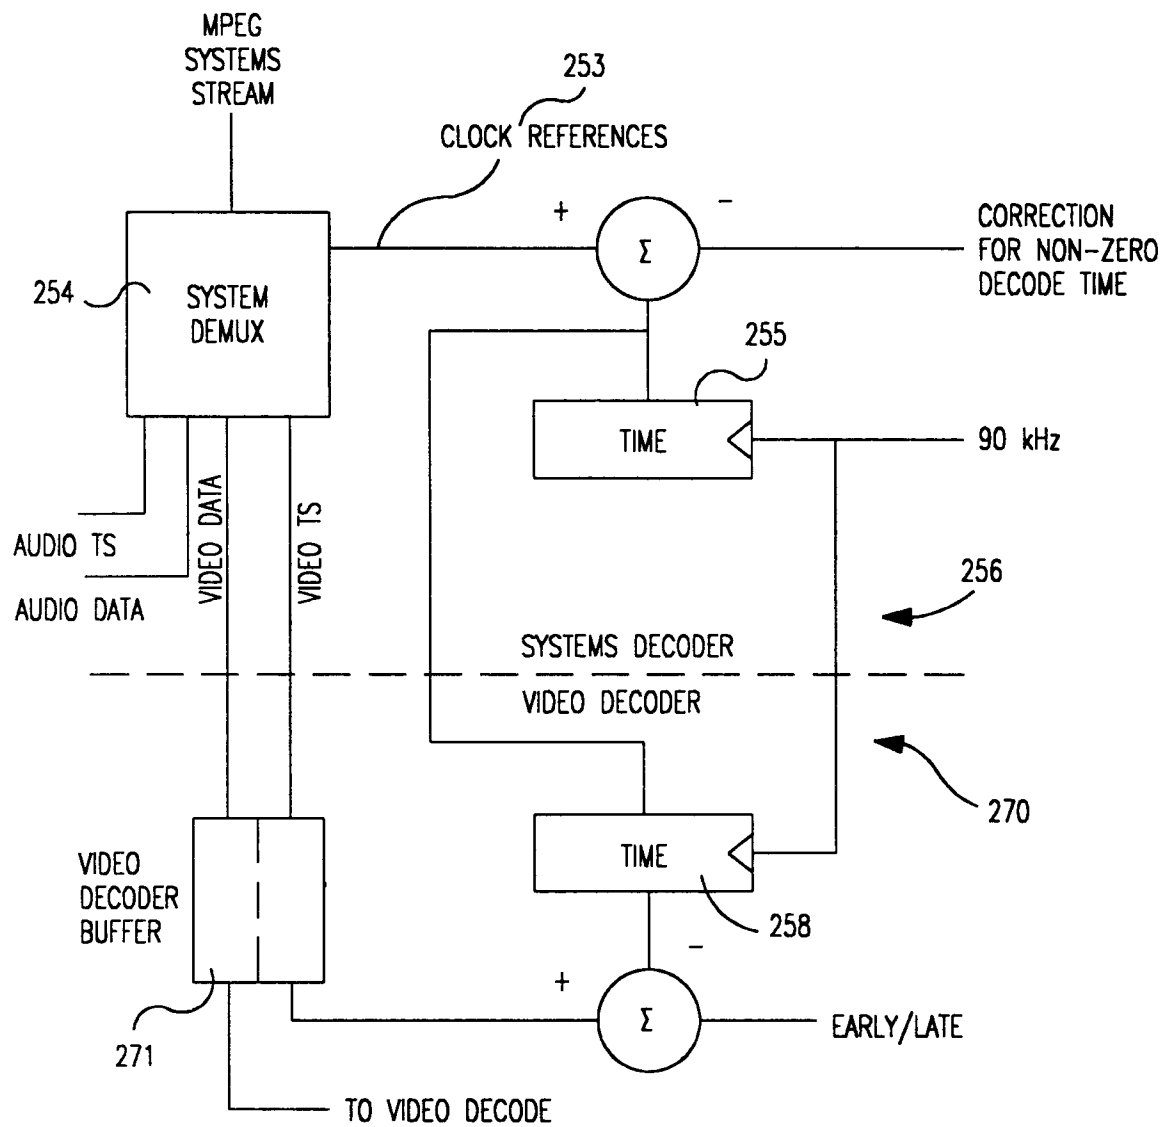 MPEG
SYSTEMS
STREAM
253
CLOCK REFERENCES
+
−
Σ
CORRECTION
FOR NON-ZERO
DECODE TIME
254
SYSTEM
DEMUX
255
TIME
90 kHz
AUDIO TS
AUDIO DATA
VIDEO DATA
VIDEO TS
256
SYSTEMS DECODER
VIDEO DECODER
270
VIDEO
DECODER
BUFFER
TIME
258
271
−
+
Σ
EARLY/LATE
TO VIDEO DECODE